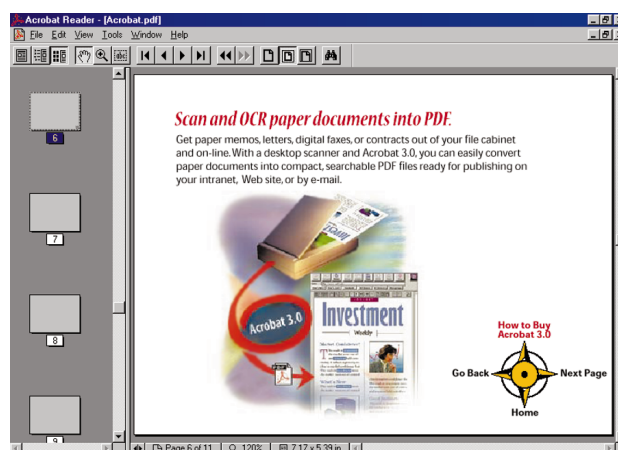 Acrobat Reader - [Acrobat.pdf]
File Edit View Tools Window Help
6
7
8
9
Scan and OCR paper documents into PDF.
Get paper memos, letters, digital faxes, or contracts out of your file cabinet
and on-line. With a desktop scanner and Acrobat 3.0, you can easily convert
paper documents into compact, searchable PDF files ready for publishing on
your intranet, Web site, or by e-mail.
Acrobat 3.0
Investment
Weekly
How to Buy
Acrobat 3.0
Go Back
Next Page
Home
Page 6 of 11
120%
7.17 x 5.39 in